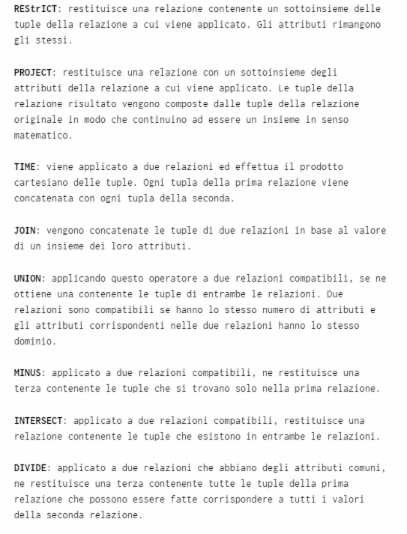 REStrICT: restituisce una relazione contenente un sottoinsieme delle
tuple della relazione a cui viene applicato. Gli attributi rimangono
gli stessi.
PROJECT: restituisce una relazione con un sottoinsieme degli
attributi della relazione a cui viene applicato. Le tuple della
relazione risultato vengono composte dalle tuple della relazione
originale in modo che continuino ad essere un insieme in senso
matematico.
TIME: viene applicato a due relazioni ed effettua il prodotto
cartesiano delle tuple. Ogni tupla della prima relazione viene
concatenata con ogni tupla della seconda.
JOIN: vengono concatenate le tuple di due relazioni in base al valore
di un insieme dei loro attributi.
UNION: applicando questo operatore a due relazioni compatibili, se ne
ottiene una contenente le tuple di entrambe le relazioni. Due
relazioni sono compatibili se hanno lo stesso numero di attributi e
gli attributi corrispondenti nelle due relazioni hanno lo stesso
dominio.
MINUS: applicato a due relazioni compatibili, ne restituisce una
terza contenente le tuple che si trovano solo nella prima relazione.
INTERSECT: applicato a due relazioni compatibili, restituisce una
relazione contenente le tuple che esistono in entrambe le relazioni.
DIVIDE: applicato a due relazioni che abbiano degli attributi comuni,
ne restituisce una terza contenente tutte le tuple della prima
relazione che possono essere fatte corrispondere a tutti i valori
della seconda relazione.